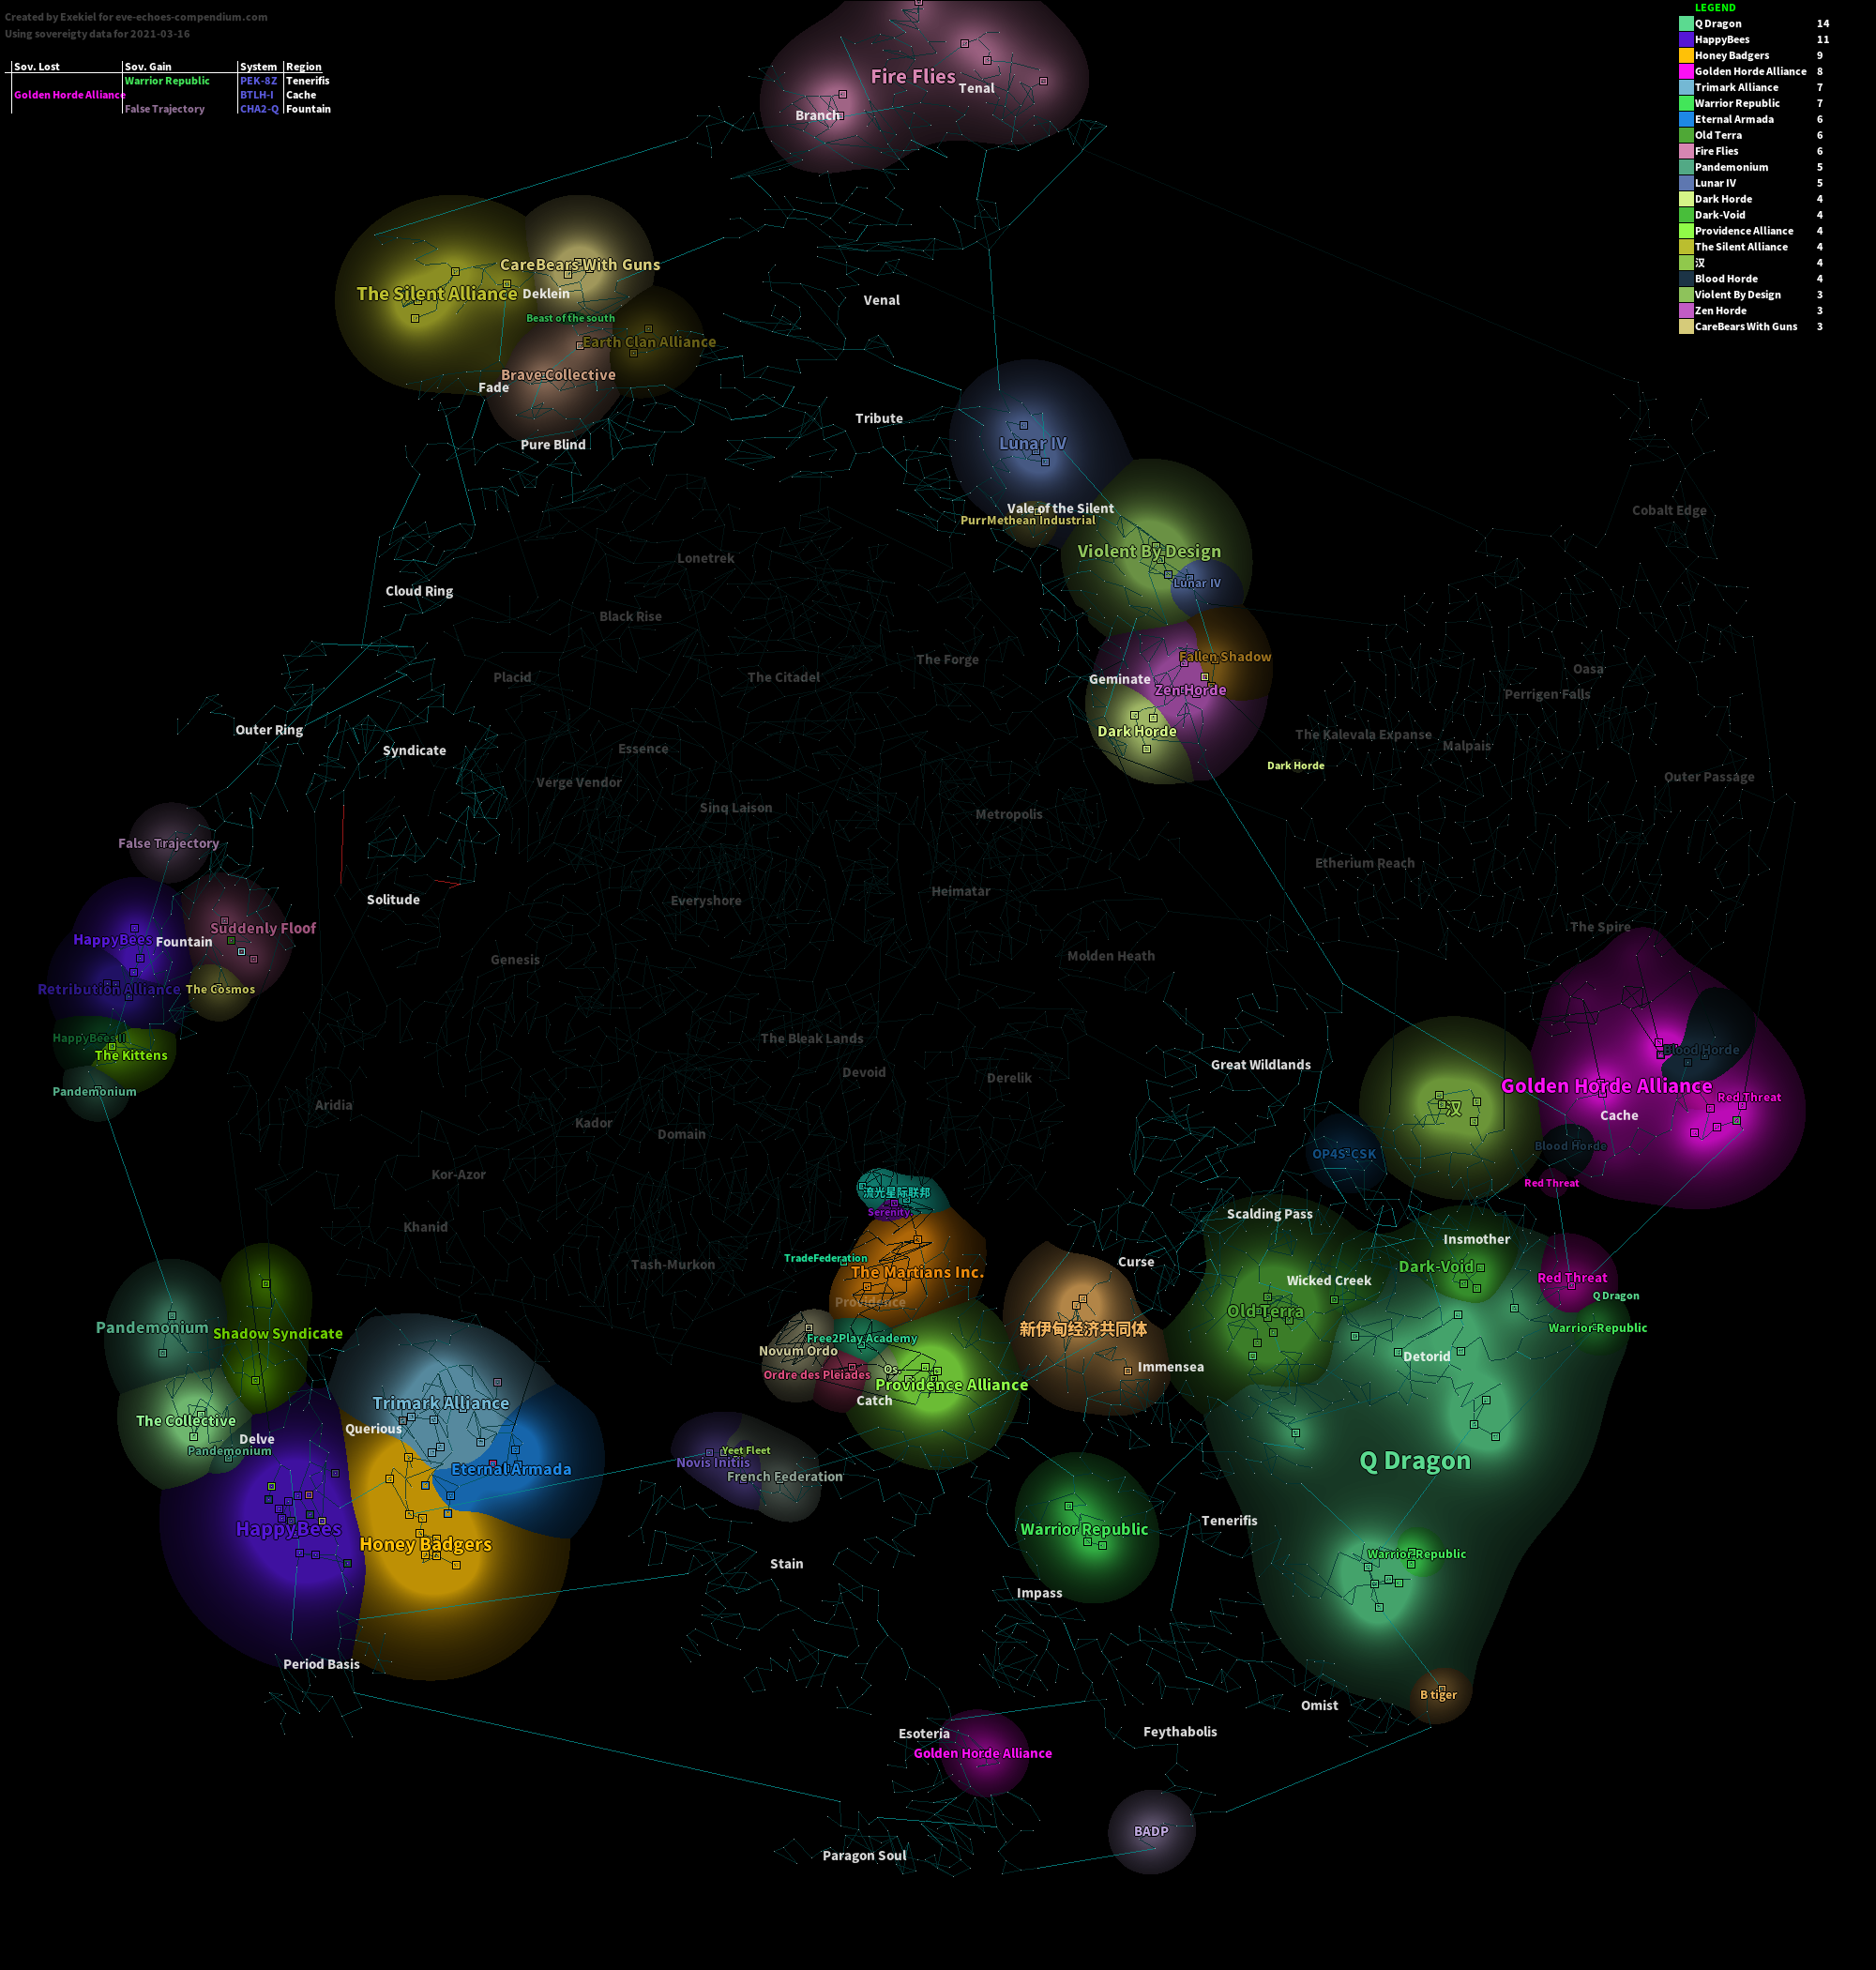 Created by Exekiel for eve-echoes-compendium.com
Using sovereigty data for 2021-03-16
Sov. Lost Sov. Gain System Region
Warrior Republic PEK-8Z Tenerifis
Golden Horde Alliance BTLH-I Cache
False Trajectory CHA2-Q Fountain
LEGEND
Q Dragon 14
HappyBees 11
Honey Badgers 9
Golden Horde Alliance 8
Trimark Alliance 7
Warrior Republic 7
Eternal Armada 6
Old Terra 6
Fire Flies 6
Pandemonium 5
Lunar IV 5
Dark Horde 4
Dark-Void 4
Providence Alliance 4
The Silent Alliance 4
汉 4
Blood Horde 4
Violent By Design 3
Zen Horde 3
CareBears With Guns 3
Fire Flies
Tenal
Branch
CareBears With Guns
The Silent Alliance
Deklein
Venal
Beast of the south
Earth Clan Alliance
Brave Collective
Fade
Tribute
Pure Blind
Lunar IV
Vale of the Silent
PurrMethean Industrial
Cobalt Edge
Violent By Design
Lonetrek
Lunar IV
Cloud Ring
Black Rise
The Forge
Fallen Shadow
Oasa
Placid
The Citadel
Geminate
Zen Horde
Perrigen Falls
Outer Ring
Dark Horde
The Kalevala Expanse
Syndicate
Essence
Malpais
Dark Horde
Outer Passage
Verge Vendor
Sinq Laison
Metropolis
False Trajectory
Etherium Reach
Heimatar
Solitude
Everyshore
Suddenly Floof
The Spire
HappyBees
Fountain
Genesis
Molden Heath
Retribution Alliance
The Cosmos
HappyBees II
The Bleak Lands
Blood Horde
The Kittens
Great Wildlands
Devoid
Derelik
Golden Horde Alliance
Pandemonium
Red Threat
Aridia
汉
Cache
Kador
Domain
Blood Horde
OP4S-CSK
Kor-Azor
Red Threat
流光星际联邦
Serenity
Scalding Pass
Khanid
Insmother
TradeFederation
Tash-Murkon
The Martians Inc.
Curse
Dark-Void
Wicked Creek
Red Threat
Q Dragon
Providence
Old Terra
Pandemonium
Shadow Syndicate
新伊甸经济共同体
Warrior Republic
Free2Play Academy
Novum Ordo
Detorid
Immensea
Os
Ordre des Pleiades
Providence Alliance
Trimark Alliance
Catch
The Collective
Querious
Delve
Pandemonium
Yeet Fleet
Novis Initiis
Q Dragon
Eternal Armada
French Federation
Tenerifis
HappyBees
Warrior Republic
Honey Badgers
Warrior Republic
Stain
Impass
Period Basis
B tiger
Omist
Esoteria
Feythabolis
Golden Horde Alliance
BADP
Paragon Soul